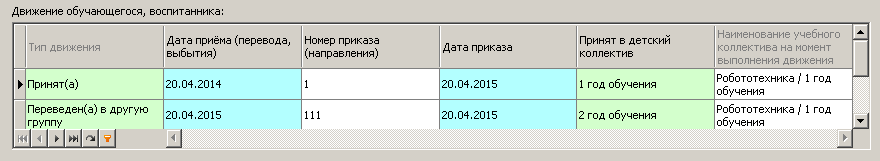 Движение обучающегося, воспитанника:
Тип движения
Дата приёма (перевода,
выбытия)
Номер приказа
(направления)
Дата приказа
Принят в детский
коллектив
Наименование учебного
коллектива на момент
выполнения движения
Принят(а)
20.04.2014
1
20.04.2015
1 год обучения
Робототехника / 1 год
обучения
Переведен(а) в другую
группу
20.04.2015
111
20.04.2015
2 год обучения
Робототехника / 1 год
обучения